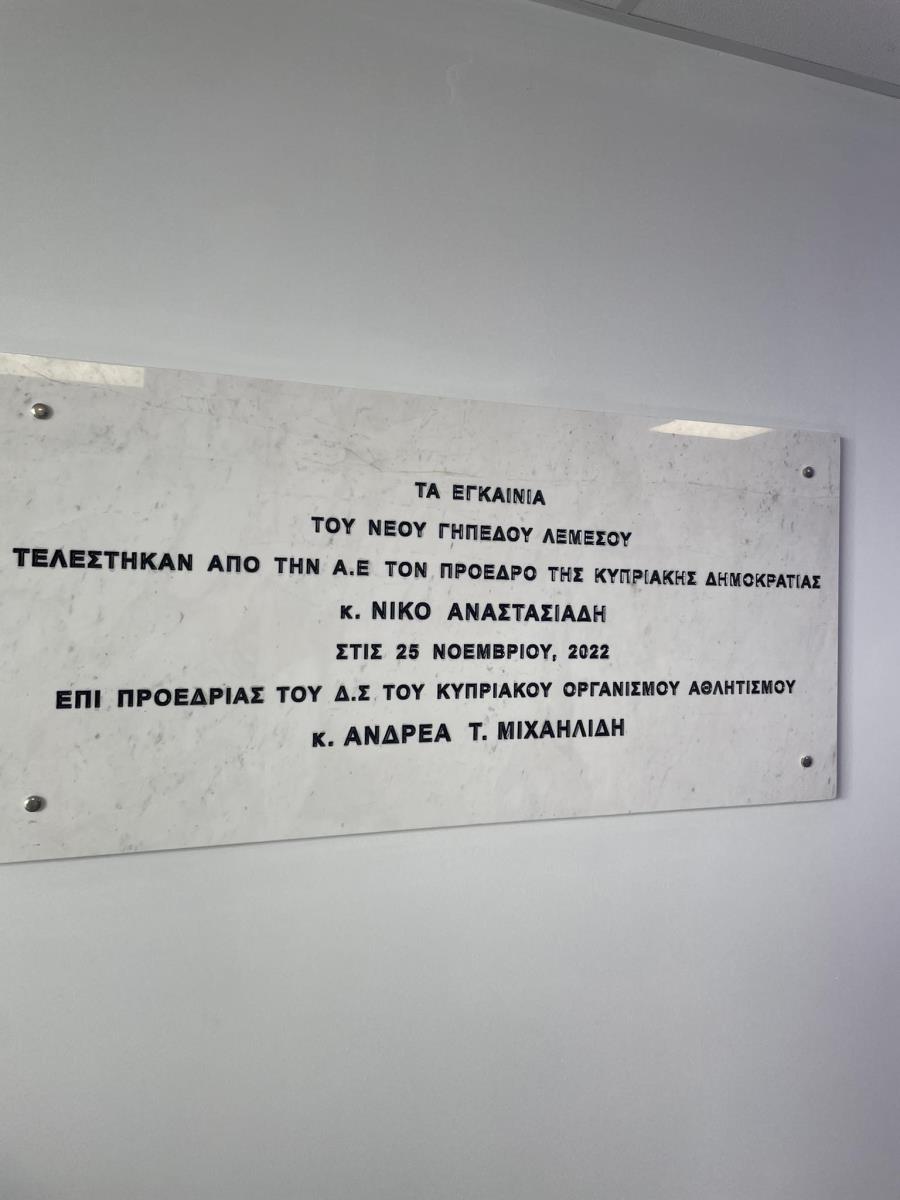 ΤΑ ΕΓΚΑΙΝΙΑ
ΤΟΥ ΝΕΟΥ ΓΗΠΕΔΟΥ ΛΕΜΕΣΟΥ
ΤΕΛΕΣΤΗΚΑΝ ΑΠΟ ΤΗΝ Α.Ε ΤΟΝ ΠΡΟΕΔΡΟ ΤΗΣ ΚΥΠΡΙΑΚΗΣ ΔΗΜΟΚΡΑΤΙΑΣ
κ. ΝΙΚΟ ΑΝΑΣΤΑΣΙΑΔΗ
ΣΤΙΣ 25 ΝΟΕΜΒΡΙΟΥ, 2022
ΕΠΙ ΠΡΟΕΔΡΙΑΣ ΤΟΥ Δ.Σ ΤΟΥ ΚΥΠΡΙΑΚΟΥ ΟΡΓΑΝΙΣΜΟΥ ΑΘΛΗΤΙΣΜΟΥ
κ. ΑΝΔΡΕΑ Τ. ΜΙΧΑΗΛΙΔΗ